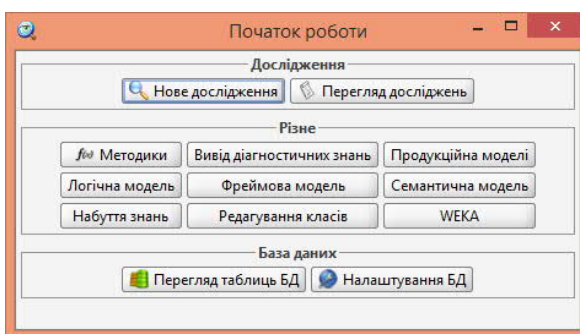 Початок роботи
Дослідження
Нове дослідження Перегляд досліджень
Різне
f(x) Методики Вивід діагностичних знань Продукційна моделі
Логічна модель Фреймова модель Семантична модель
Набуття знань Редагування класів WEKA
База даних
Перегляд таблиць БД Налаштування БД